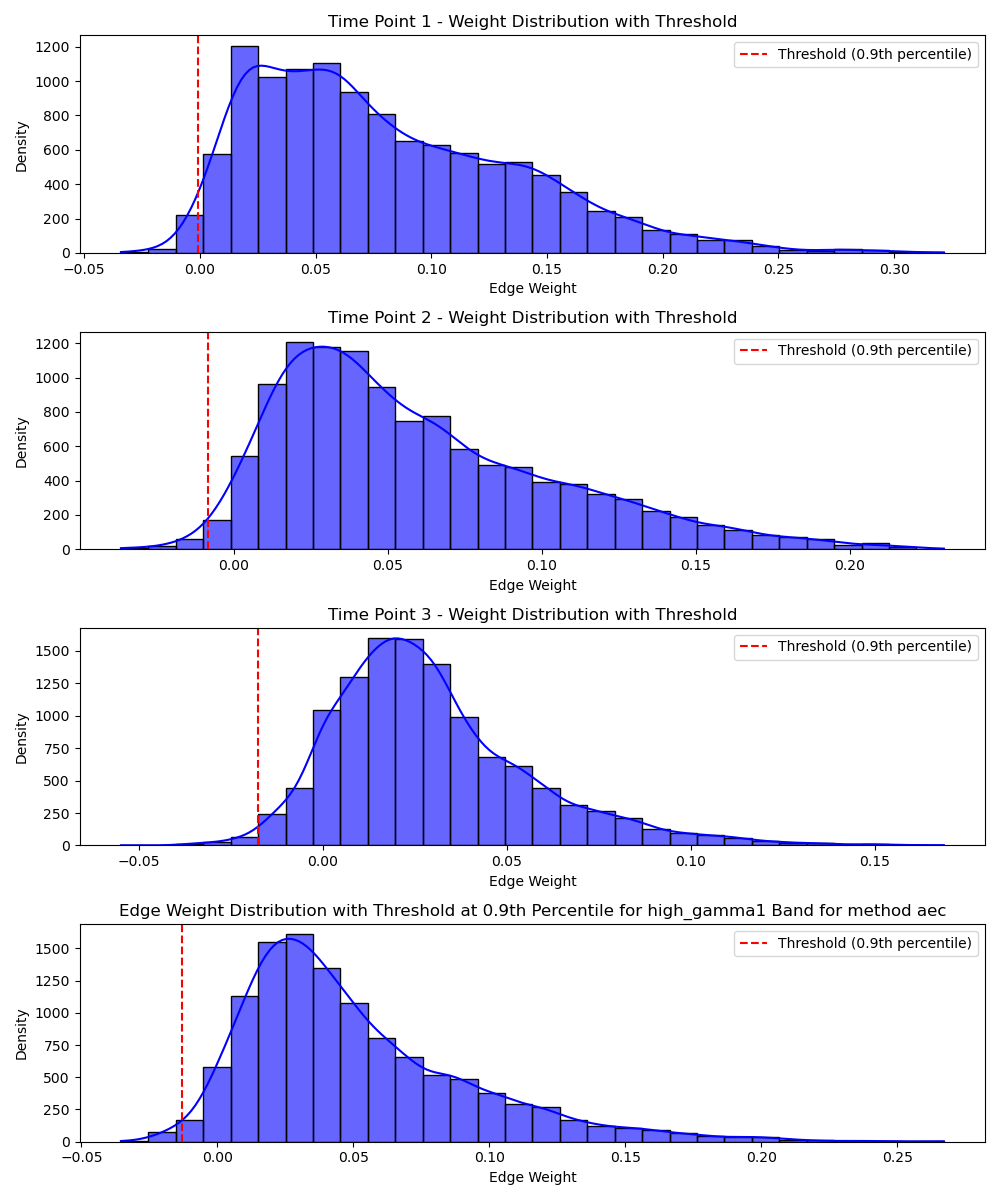 Time Point 1 - Weight Distribution with Threshold
Threshold (0.9th percentile)
Density
1200
1000
800
600
400
200
0
−0.05 0.00 0.05 0.10 0.15 0.20 0.25 0.30
Edge Weight
Time Point 2 - Weight Distribution with Threshold
Threshold (0.9th percentile)
Density
1200
1000
800
600
400
200
0
0.00 0.05 0.10 0.15 0.20
Edge Weight
Time Point 3 - Weight Distribution with Threshold
Threshold (0.9th percentile)
Density
1500
1250
1000
750
500
250
0
−0.05 0.00 0.05 0.10 0.15
Edge Weight
Edge Weight Distribution with Threshold at 0.9th Percentile for high_gamma1 Band for method aec
Threshold (0.9th percentile)
Density
1500
1250
1000
750
500
250
0
−0.05 0.00 0.05 0.10 0.15 0.20 0.25
Edge Weight